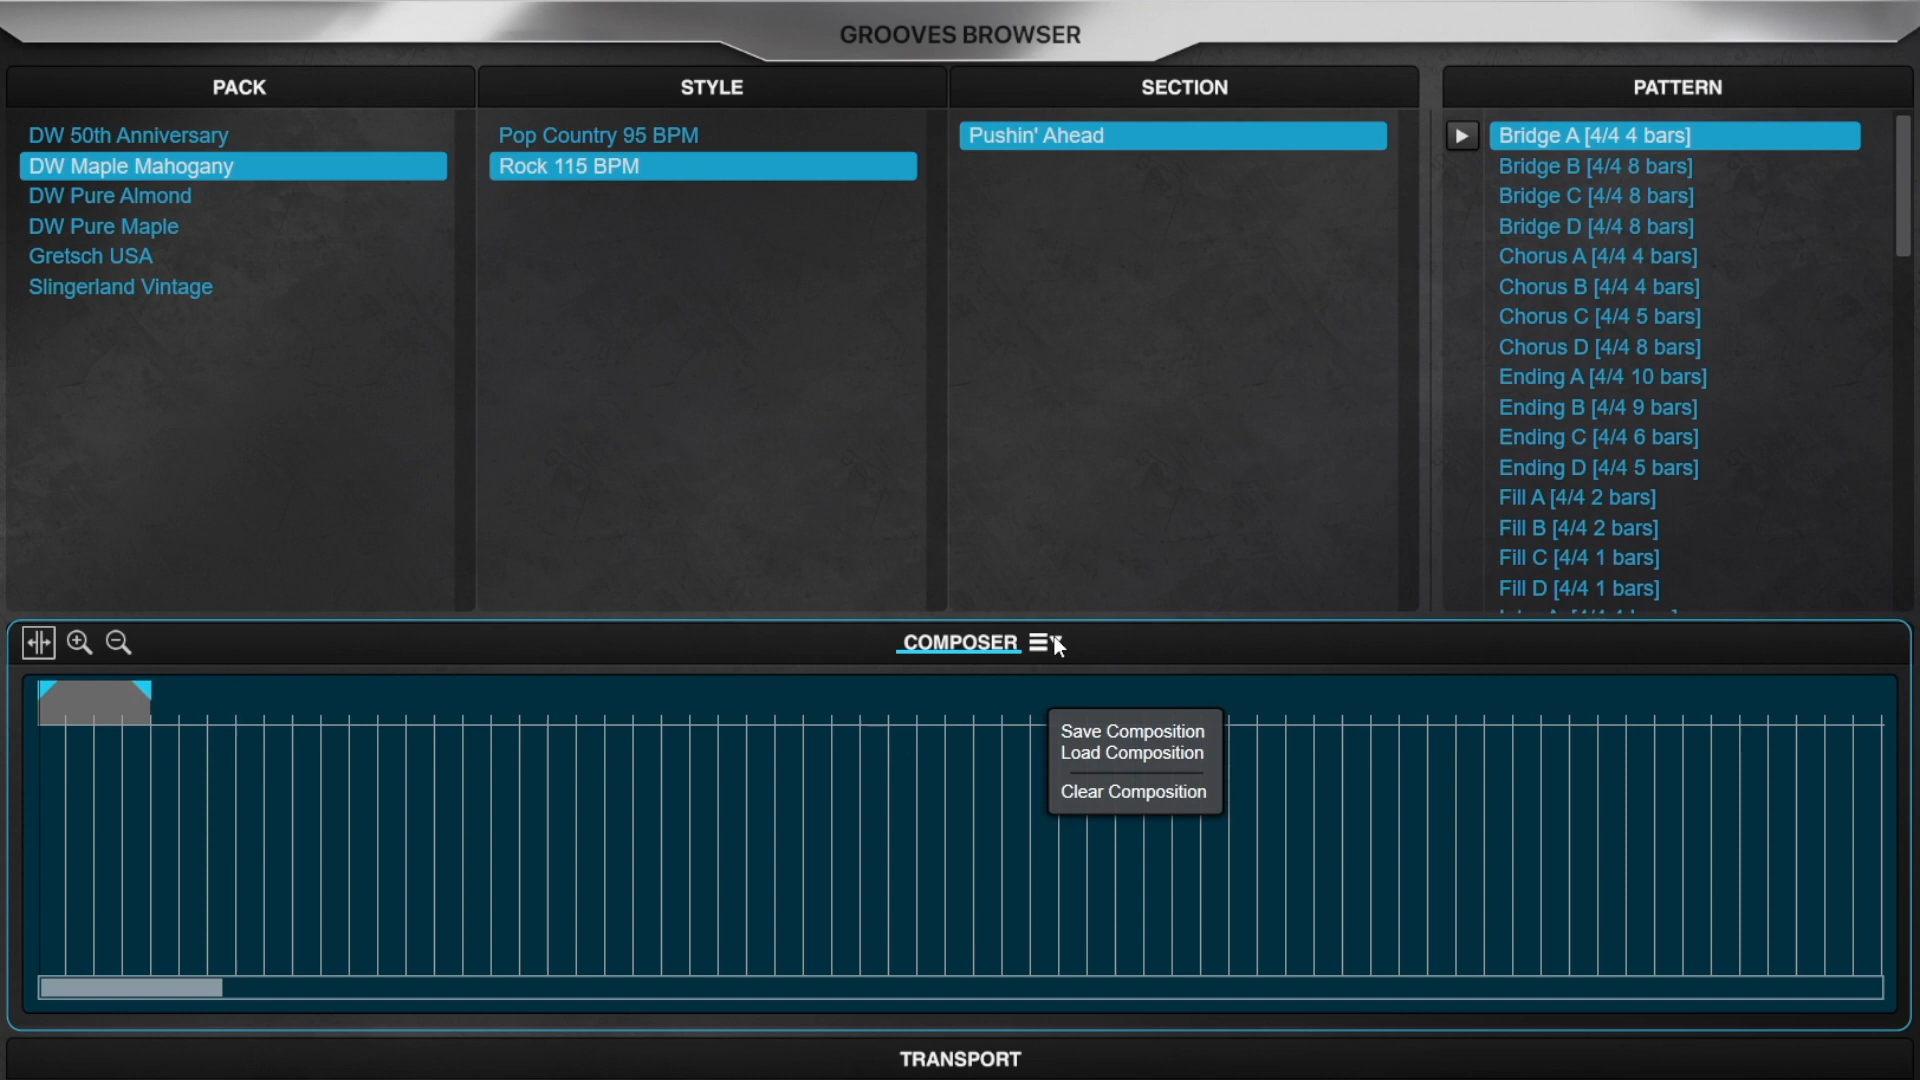 GROOVES BROWSER
PACK
DW 50th Anniversary
DW Maple Mahogany
DW Pure Almond
DW Pure Maple
Gretsch USA
Slingerland Vintage
STYLE
Pop Country 95 BPM
Rock 115 BPM
SECTION
Pushin' Ahead
PATTERN
Bridge A [4/4 4 bars]
Bridge B [4/4 8 bars]
Bridge C [4/4 8 bars]
Bridge D [4/4 8 bars]
Chorus A [4/4 4 bars]
Chorus B [4/4 4 bars]
Chorus C [4/4 5 bars]
Chorus D [4/4 8 bars]
Ending A [4/4 10 bars]
Ending B [4/4 9 bars]
Ending C [4/4 6 bars]
Ending D [4/4 5 bars]
Fill A [4/4 2 bars]
Fill B [4/4 2 bars]
Fill C [4/4 1 bars]
Fill D [4/4 1 bars]
COMPOSER
Save Composition
Load Composition
Clear Composition
TRANSPORT